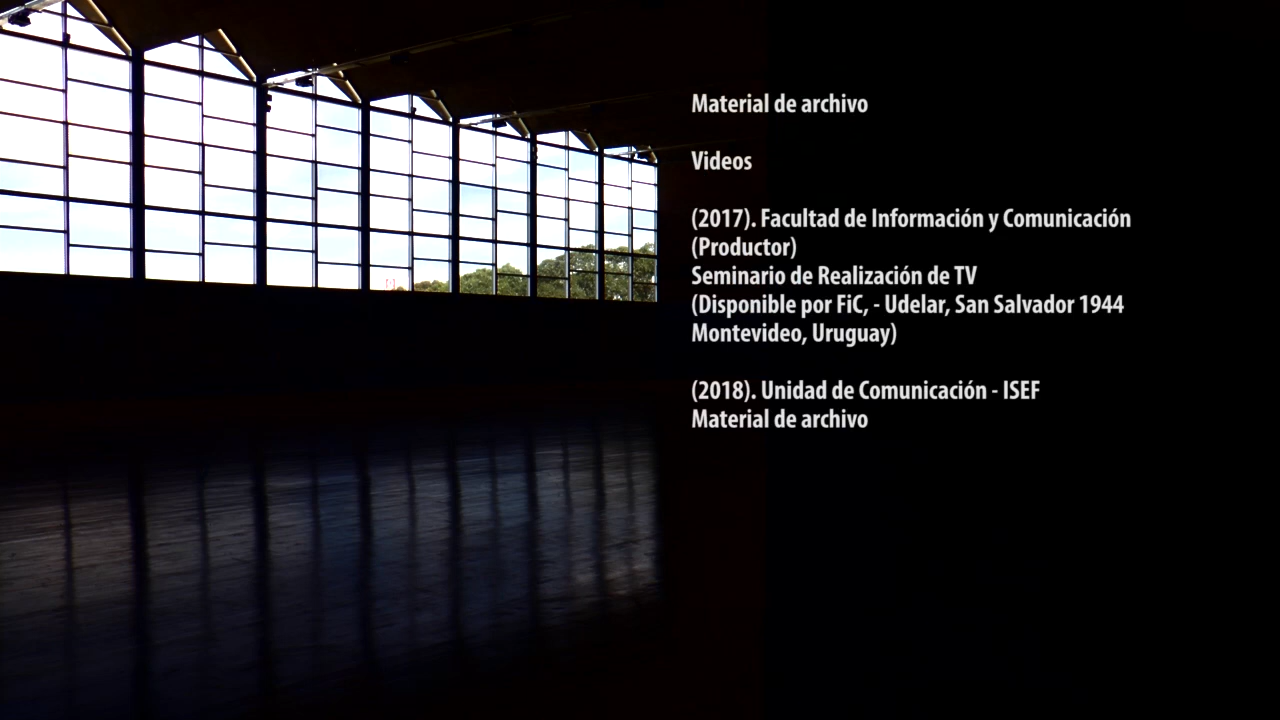 Material de archivo
Videos
(2017). Facultad de Información y Comunicación
(Productor)
Seminario de Realización de TV
(Disponible por FiC, - Udelar, San Salvador 1944
Montevideo, Uruguay)
(2018). Unidad de Comunicación - ISEF
Material de archivo